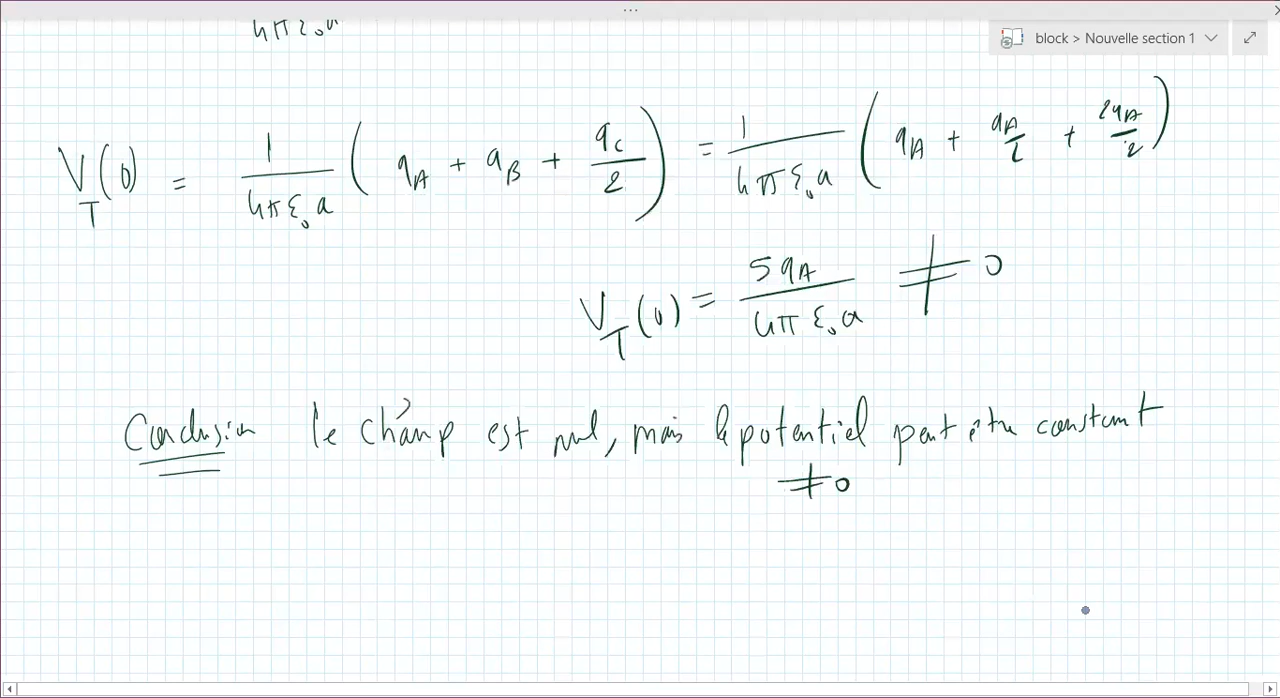 block > Nouvelle section 1
V_T(0) = 1/(4πε₀a) (q_A + q_B + q_C/2) = 1/(4πε₀a) (q_A + q_A/2 + 2q_A/2)
V_T(0) = 5q_A/(4πε₀a) ≠ 0
Conclusion le champ est nul, mais le potentiel peut être constant
≠ 0